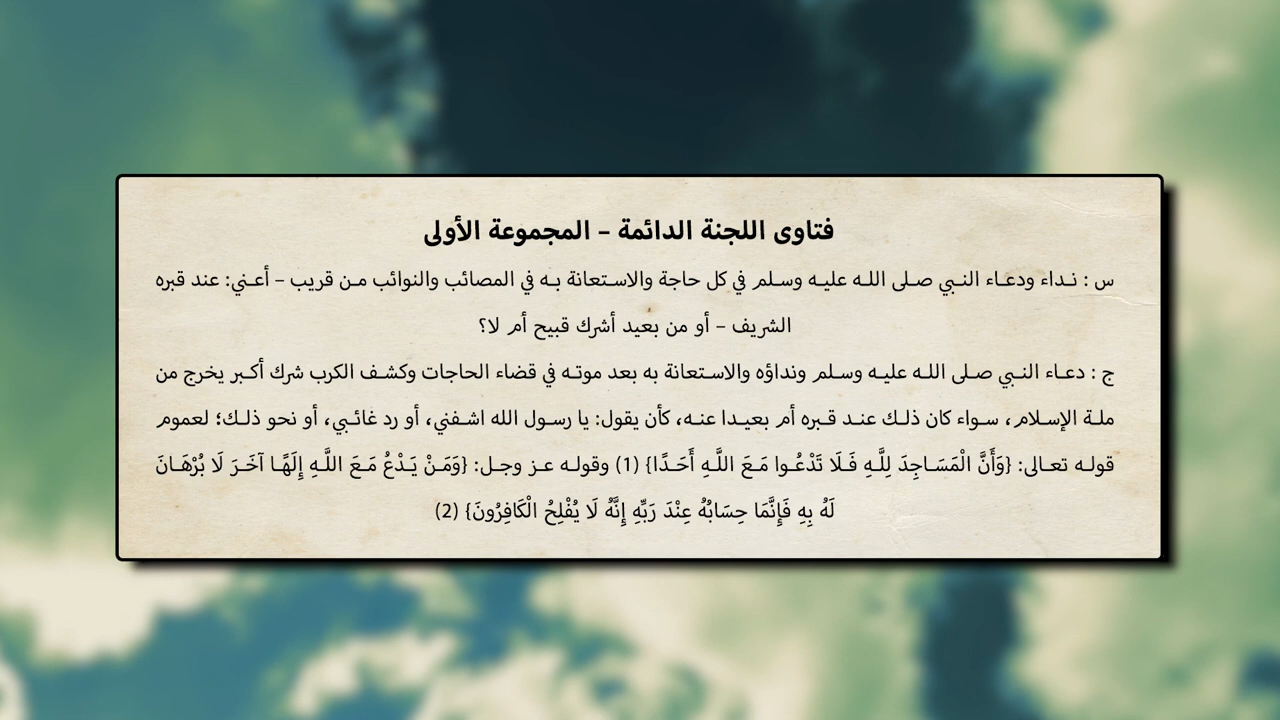 فتاوى اللجنة الدائمة – المجموعة الأولى
س : نداء ودعاء النبي صلى الله عليه وسلم في كل حاجة والاستعانة به في المصائب والنوائب من قريب – أعني: عند قبره
الشريف – أو من بعيد أشرك قبيح أم لا؟
ج : دعاء النبي صلى الله عليه وسلم ونداؤه والاستعانة به بعد موته في قضاء الحاجات وكشف الكرب شرك أكبر يخرج من
ملة الإسلام، سواء كان ذلك عند قبره أم بعيدا عنه، كأن يقول: يا رسول الله اشفني، أو رد غائبي، أو نحو ذلك؛ لعموم
قوله تعالى: {وَأَنَّ الْمَسَاجِدَ لِلَّهِ فَلَا تَدْعُوا مَعَ اللَّهِ أَحَدًا} (1) وقوله عز وجل: {وَمَنْ يَدْعُ مَعَ اللَّهِ إِلَهًا آخَرَ لَا بُرْهَانَ
لَهُ بِهِ فَإِنَّمَا حِسَابُهُ عِنْدَ رَبِّهِ إِنَّهُ لَا يُفْلِحُ الْكَافِرُونَ} (2)